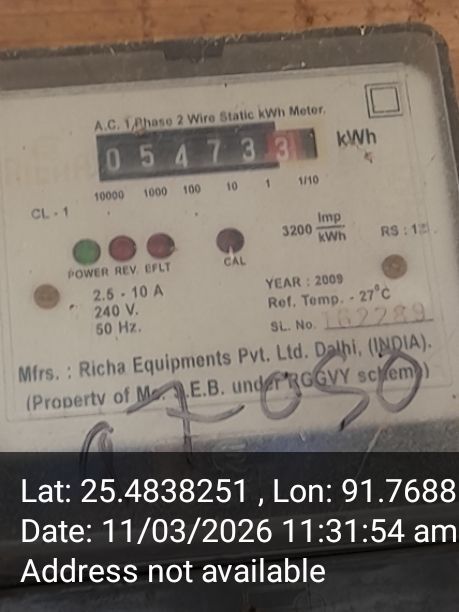 A.C. 1 Phase 2 Wire Static kWh Meter.
0 5 4 7 3 3 kWh
10000 1000 100 10 1 1/10
CL - 1
3200 Imp/kWh
RS :
POWER REV. EFLT CAL
2.5 - 10 A
240 V.
50 Hz.
YEAR : 2009
Ref. Temp. - 27°C
SL. No. 162289
Mfrs. : Richa Equipments Pvt. Ltd. Dalhi, (INDIA).
(Property of M .E.B. under RGGVY scheme)
Lat: 25.4838251 , Lon: 91.7688
Date: 11/03/2026 11:31:54 am
Address not available